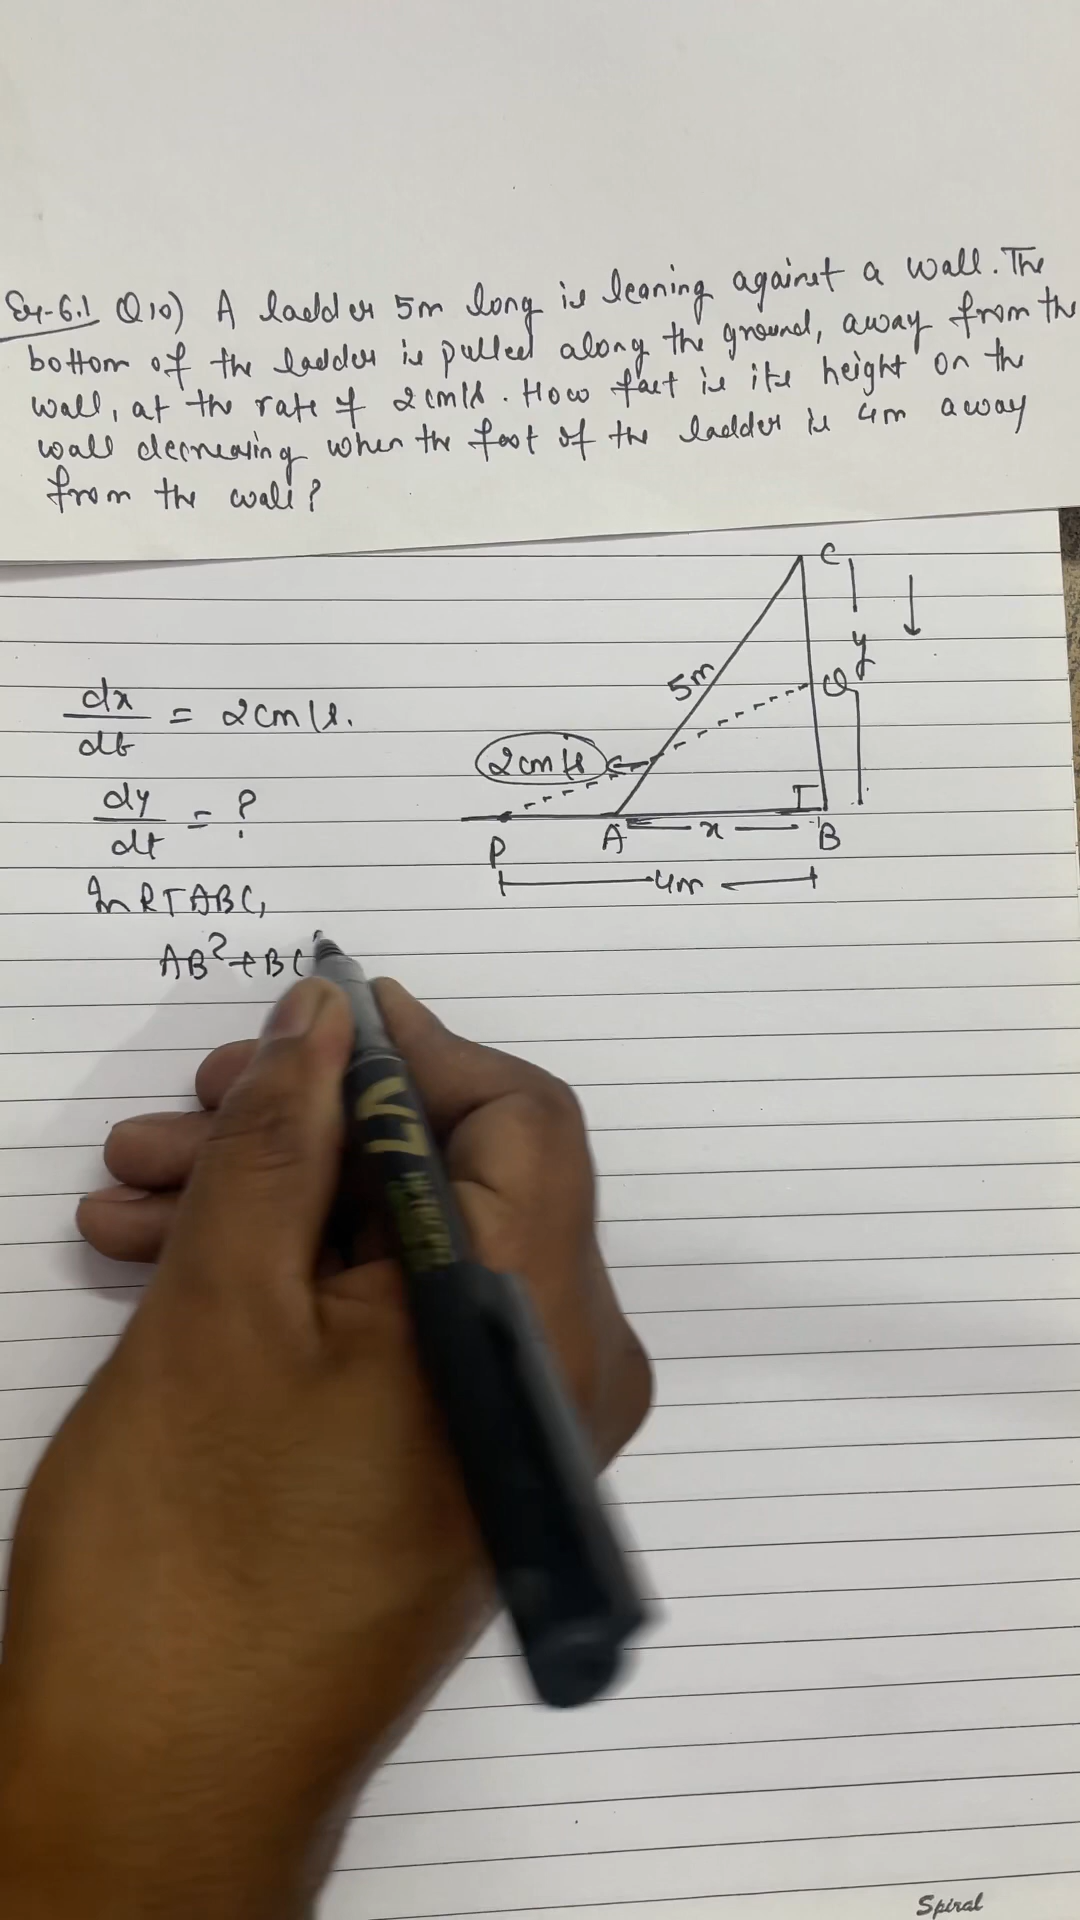 Ex-6.1 Q10) A ladder 5m long is leaning against a wall. The
bottom of the ladder is pulled along the ground, away from the
wall, at the rate of 2cm/s. How fast is its height on the
wall decreasing when the foot of the ladder is 4m away
from the wall?
C
y
5m
Q
dx/dt = 2cm/s.
2cm/s
dy/dt = ?
P
A
x
B
4m
In RT ABC,
AB²+BC
V7
Spiral